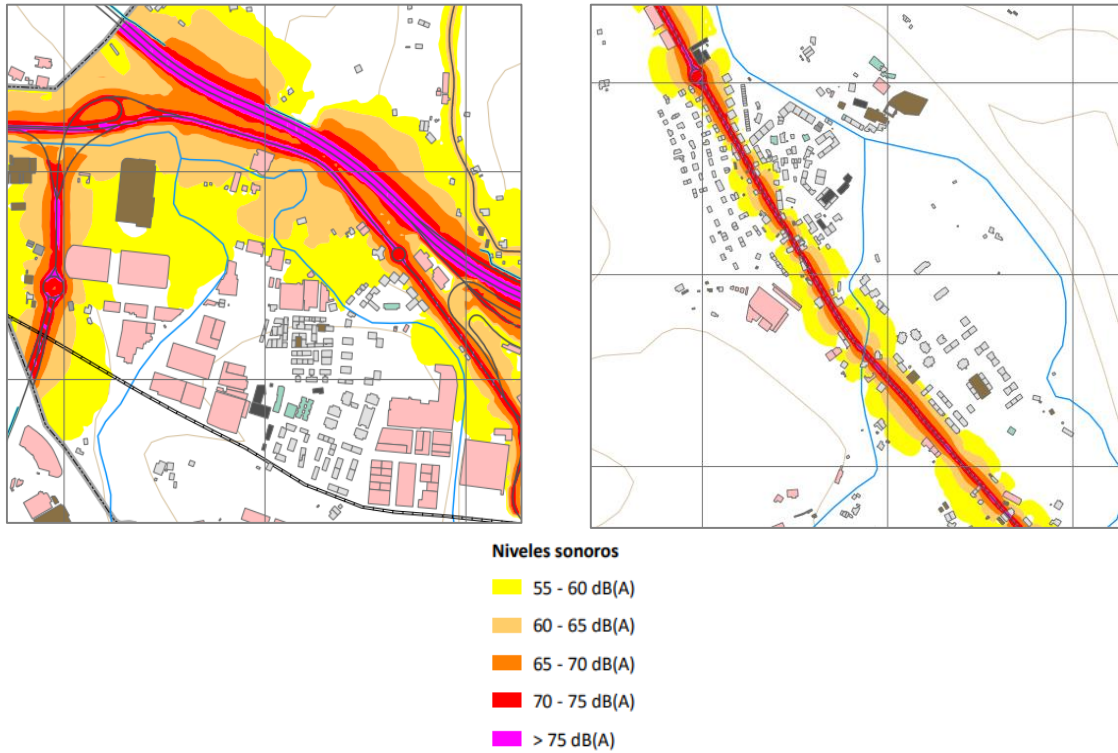 Niveles sonoros
55 - 60 dB(A)
60 - 65 dB(A)
65 - 70 dB(A)
70 - 75 dB(A)
> 75 dB(A)